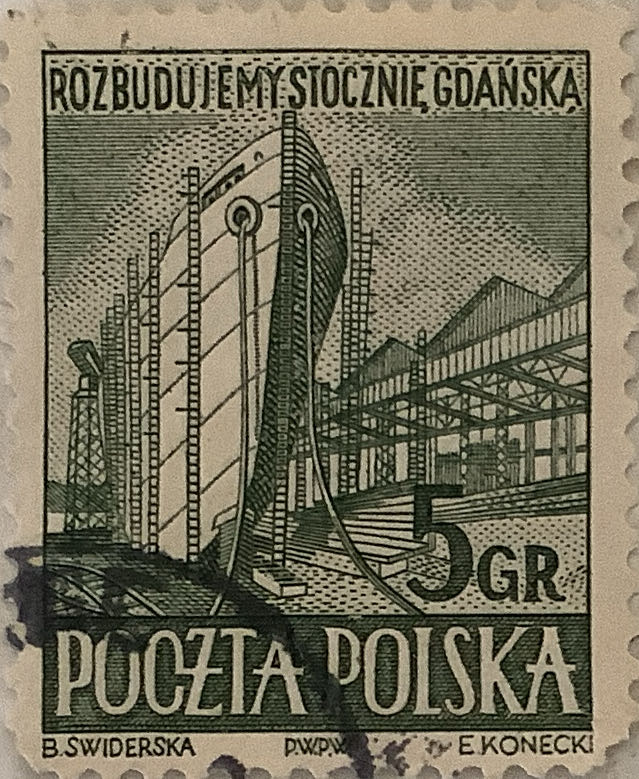 ROZBUDUJEMY STOCZNIĘ GDAŃSKĄ
5 GR
POCZTA POLSKA
B. SWIDERSKA P.W.P.W. E. KONECKI